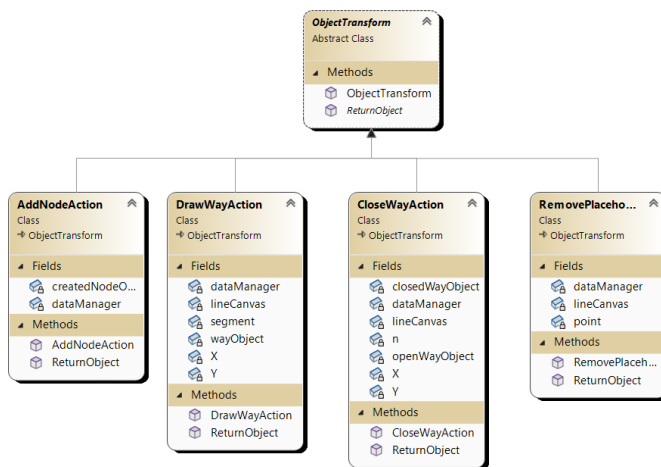 ObjectTransform
Abstract Class
Methods
ObjectTransform
ReturnObject
AddNodeAction
Class
ObjectTransform
Fields
createdNodeO...
dataManager
Methods
AddNodeAction
ReturnObject
DrawWayAction
Class
ObjectTransform
Fields
dataManager
lineCanvas
segment
wayObject
X
Y
Methods
DrawWayAction
ReturnObject
CloseWayAction
Class
ObjectTransform
Fields
closedWayObject
dataManager
lineCanvas
n
openWayObject
X
Y
Methods
CloseWayAction
ReturnObject
RemovePlaceho...
Class
ObjectTransform
Fields
dataManager
lineCanvas
point
Methods
RemovePlaceh...
ReturnObject